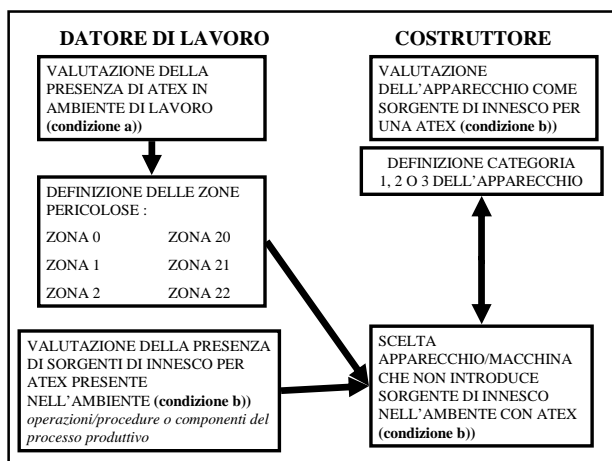 DATORE DI LAVORO
VALUTAZIONE DELLA
PRESENZA DI ATEX IN
AMBIENTE DI LAVORO
(condizione a))
DEFINIZIONE DELLE ZONE
PERICOLOSE :
ZONA 0 ZONA 20
ZONA 1 ZONA 21
ZONA 2 ZONA 22
VALUTAZIONE DELLA PRESENZA
DI SORGENTI DI INNESCO PER
ATEX PRESENTE
NELL'AMBIENTE (condizione b))
operazioni/procedure o componenti del
processo produttivo
COSTRUTTORE
VALUTAZIONE
DELL'APPARECCHIO COME
SORGENTE DI INNESCO PER
UNA ATEX (condizione b))
DEFINIZIONE CATEGORIA
1, 2 O 3 DELL'APPARECCHIO
SCELTA
APPARECCHIO/MACCHINA
CHE NON INTRODUCE
SORGENTE DI INNESCO
NELL'AMBENTE CON ATEX
(condizione b))